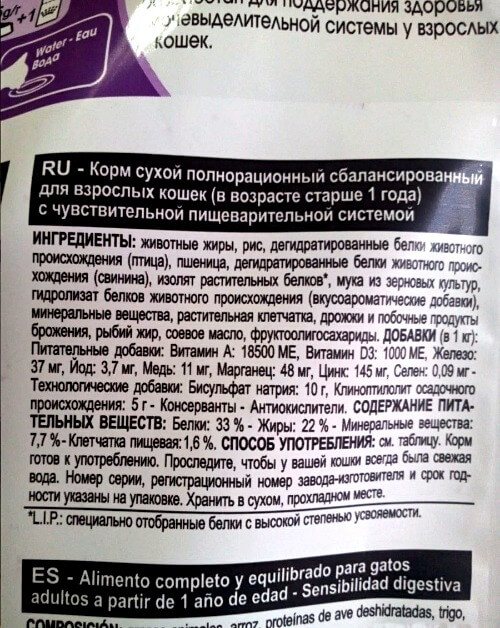 g/r
+1
Water - Eau
Вода
для поддержания здоровья
мочевыделительной системы у взрослых
кошек.
RU - Корм сухой полнорационный сбалансированный
для взрослых кошек (в возрасте старше 1 года)
с чувствительной пищеварительной системой
ИНГРЕДИЕНТЫ: животные жиры, рис, дегидратированные белки животного
происхождения (птица), пшеница, дегидратированные белки животного проис-
хождения (свинина), изолят растительных белков*, мука из зерновых культур,
гидролизат белков животного происхождения (вкусоароматические добавки),
минеральные вещества, растительная клетчатка, дрожжи и побочные продукты
брожения, рыбий жир, соевое масло, фруктоолигосахариды. ДОБАВКИ (в 1 кг):
Питательные добавки: Витамин A: 18500 ME, Витамин D3: 1000 ME, Железо:
37 мг, Йод: 3,7 мг, Медь: 11 мг, Марганец: 48 мг, Цинк: 145 мг, Селен: 0,09 мг -
Технологические добавки: Бисульфат натрия: 10 г, Клиноптилолит осадочного
происхождения: 5 г - Консерванты - Антиокислители. СОДЕРЖАНИЕ ПИТА-
ТЕЛЬНЫХ ВЕЩЕСТВ: Белки: 33 % - Жиры: 22 % - Минеральные вещества:
7,7 % - Клетчатка пищевая: 1,6 %. СПОСОБ УПОТРЕБЛЕНИЯ: см. таблицу. Корм
готов к употреблению. Проследите, чтобы у вашей кошки всегда была свежая
вода. Номер серии, регистрационный номер завода-изготовителя и срок год-
ности указаны на упаковке. Хранить в сухом, прохладном месте.
*L.I.P.: специально отобранные белки с высокой степенью усвояемости.
ES - Alimento completo y equilibrado para gatos
adultos a partir de 1 año de edad - Sensibilidad digestiva
COMPOSICIÓN: animales, arroz, proteínas de ave deshidratadas, trigo,